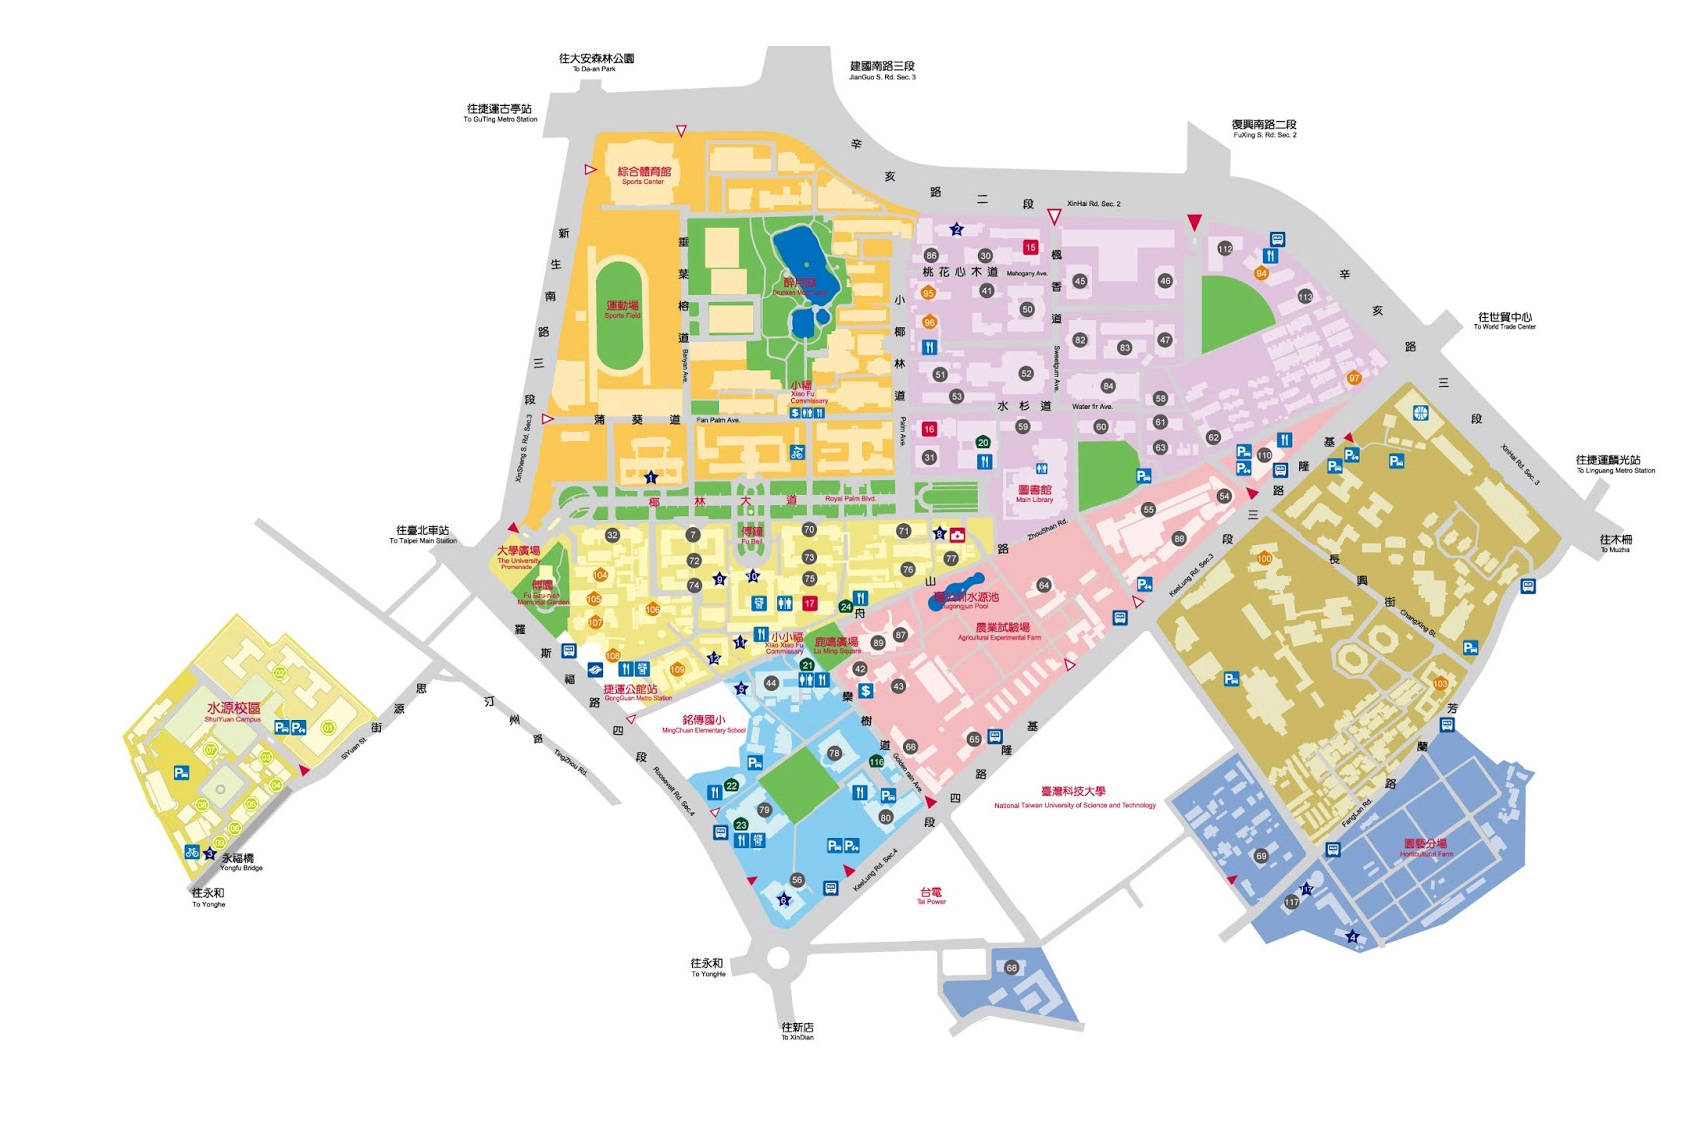 往大安森林公園
To Da-an Park
建國南路三段
JianGuo S. Rd. Sec. 3
往捷運古亭站
To GuTing Metro Station
復興南路二段
FuXing S. Rd. Sec. 2
辛亥路二段
XinHai Rd. Sec. 2
綜合體育館
Sports Center
新生南路三段
XinSheng S. Rd. Sec.3
垂葉榕道
Banyan Ave.
運動場
Sports Field
醉月湖
小椰林道
Palm Ave.
2
86
30
15
桃花心木道
Mahogany Ave.
95
41
50
96
51
52
53
楓香道
Sweetgum Ave.
45
46
82
83
47
84
58
水杉道
Water fir Ave.
112
94
113
97
辛亥路三段
XinHai Rd. Sec. 3
往世貿中心
To World Trade Center
往捷運麟光站
To Linguang Metro Station
往木柵
To Muzha
小福
Xiao Fu
Commissary
蒲葵道
Fan Palm Ave.
16
31
20
59
60
61
63
62
圖書館
Main Library
110
1
椰林大道
Royal Palm Blvd.
傅鐘
Fu Bell
往臺北車站
To Taipei Main Station
大學廣場
The University
Promenade
傅園
Fu Szu-nien
Memorial Garden
32
7
70
71
8
72
73
77
76
74
9
10
75
104
105
106
107
108
109
17
24
11
12
舟山路
ZhouShan Rd.
54
55
88
64
農業試驗場
Agricultural Experimental Farm
基隆路三段
KeeLung Rd. Sec.3
100
長興街
ChangXing St.
103
芳蘭路
FangLan Rd.
小小福
Xiao Xiao Fu
Commissary
鹿鳴廣場
Lu Ming Square
89
87
42
43
21
5
44
捷運公館站
GongGuan Metro Station
銘傳國小
MingChuan Elementary School
欒樹道
Golden rain Ave.
66
65
78
116
22
79
23
80
56
6
羅斯福路四段
Roosevelt Rd. Sec.4
基隆路四段
KeeLung Rd. Sec.4
汀州路
TingZhou Rd.
思源街
SiYuan St.
水源校區
ShuiYuan Campus
02
01
07
03
04
05
08
06
09
3
永福橋
Yongfu Bridge
往永和
To Yonghe
臺灣科技大學
National Taiwan University of Science and Technology
台電
Tai Power
園藝分場
Horticultural Farm
69
117
4
68
往永和
To YongHe
往新店
To XinDian